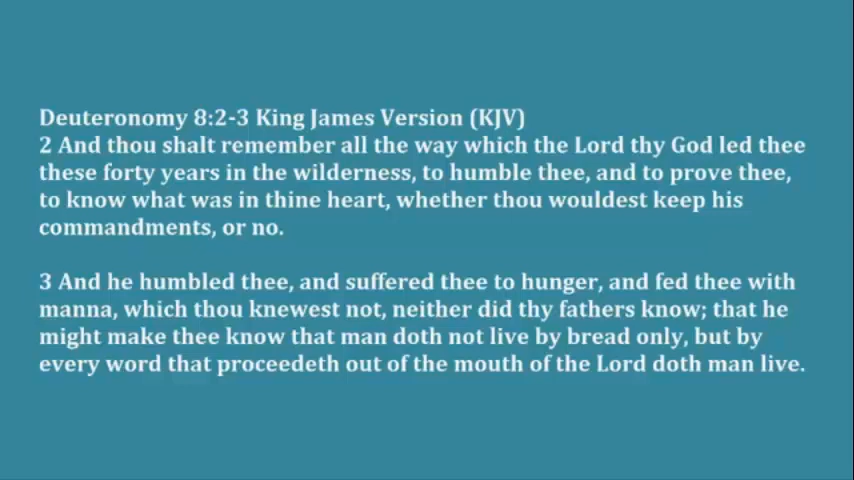 Deuteronomy 8:2-3 King James Version (KJV)
2 And thou shalt remember all the way which the Lord thy God led thee
these forty years in the wilderness, to humble thee, and to prove thee,
to know what was in thine heart, whether thou wouldest keep his
commandments, or no.
3 And he humbled thee, and suffered thee to hunger, and fed thee with
manna, which thou knewest not, neither did thy fathers know; that he
might make thee know that man doth not live by bread only, but by
every word that proceedeth out of the mouth of the Lord doth man live.